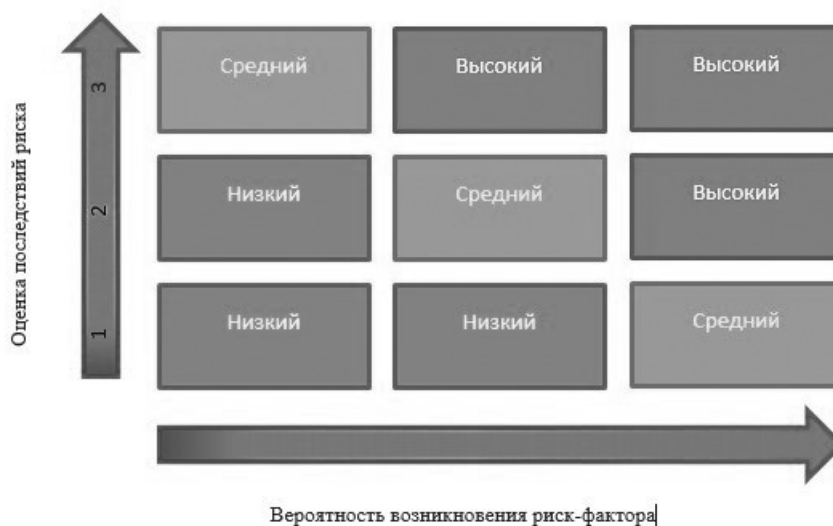 Оценка последствий риска
3
Средний Высокий Высокий
2
Низкий Средний Высокий
1
Низкий Низкий Средний
Вероятность возникновения риск-фактора